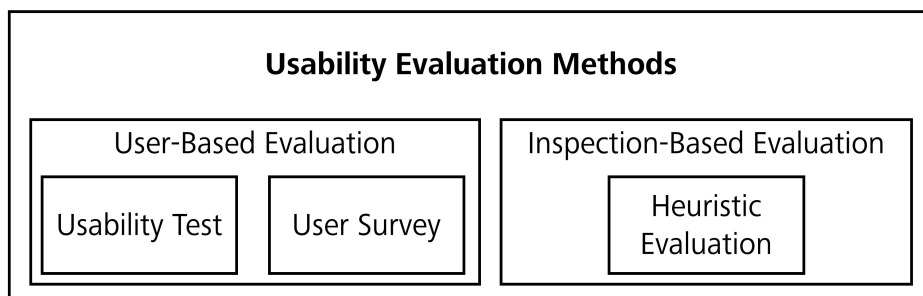 Usability Evaluation Methods
User-Based Evaluation
Usability Test
User Survey
Inspection-Based Evaluation
Heuristic
Evaluation